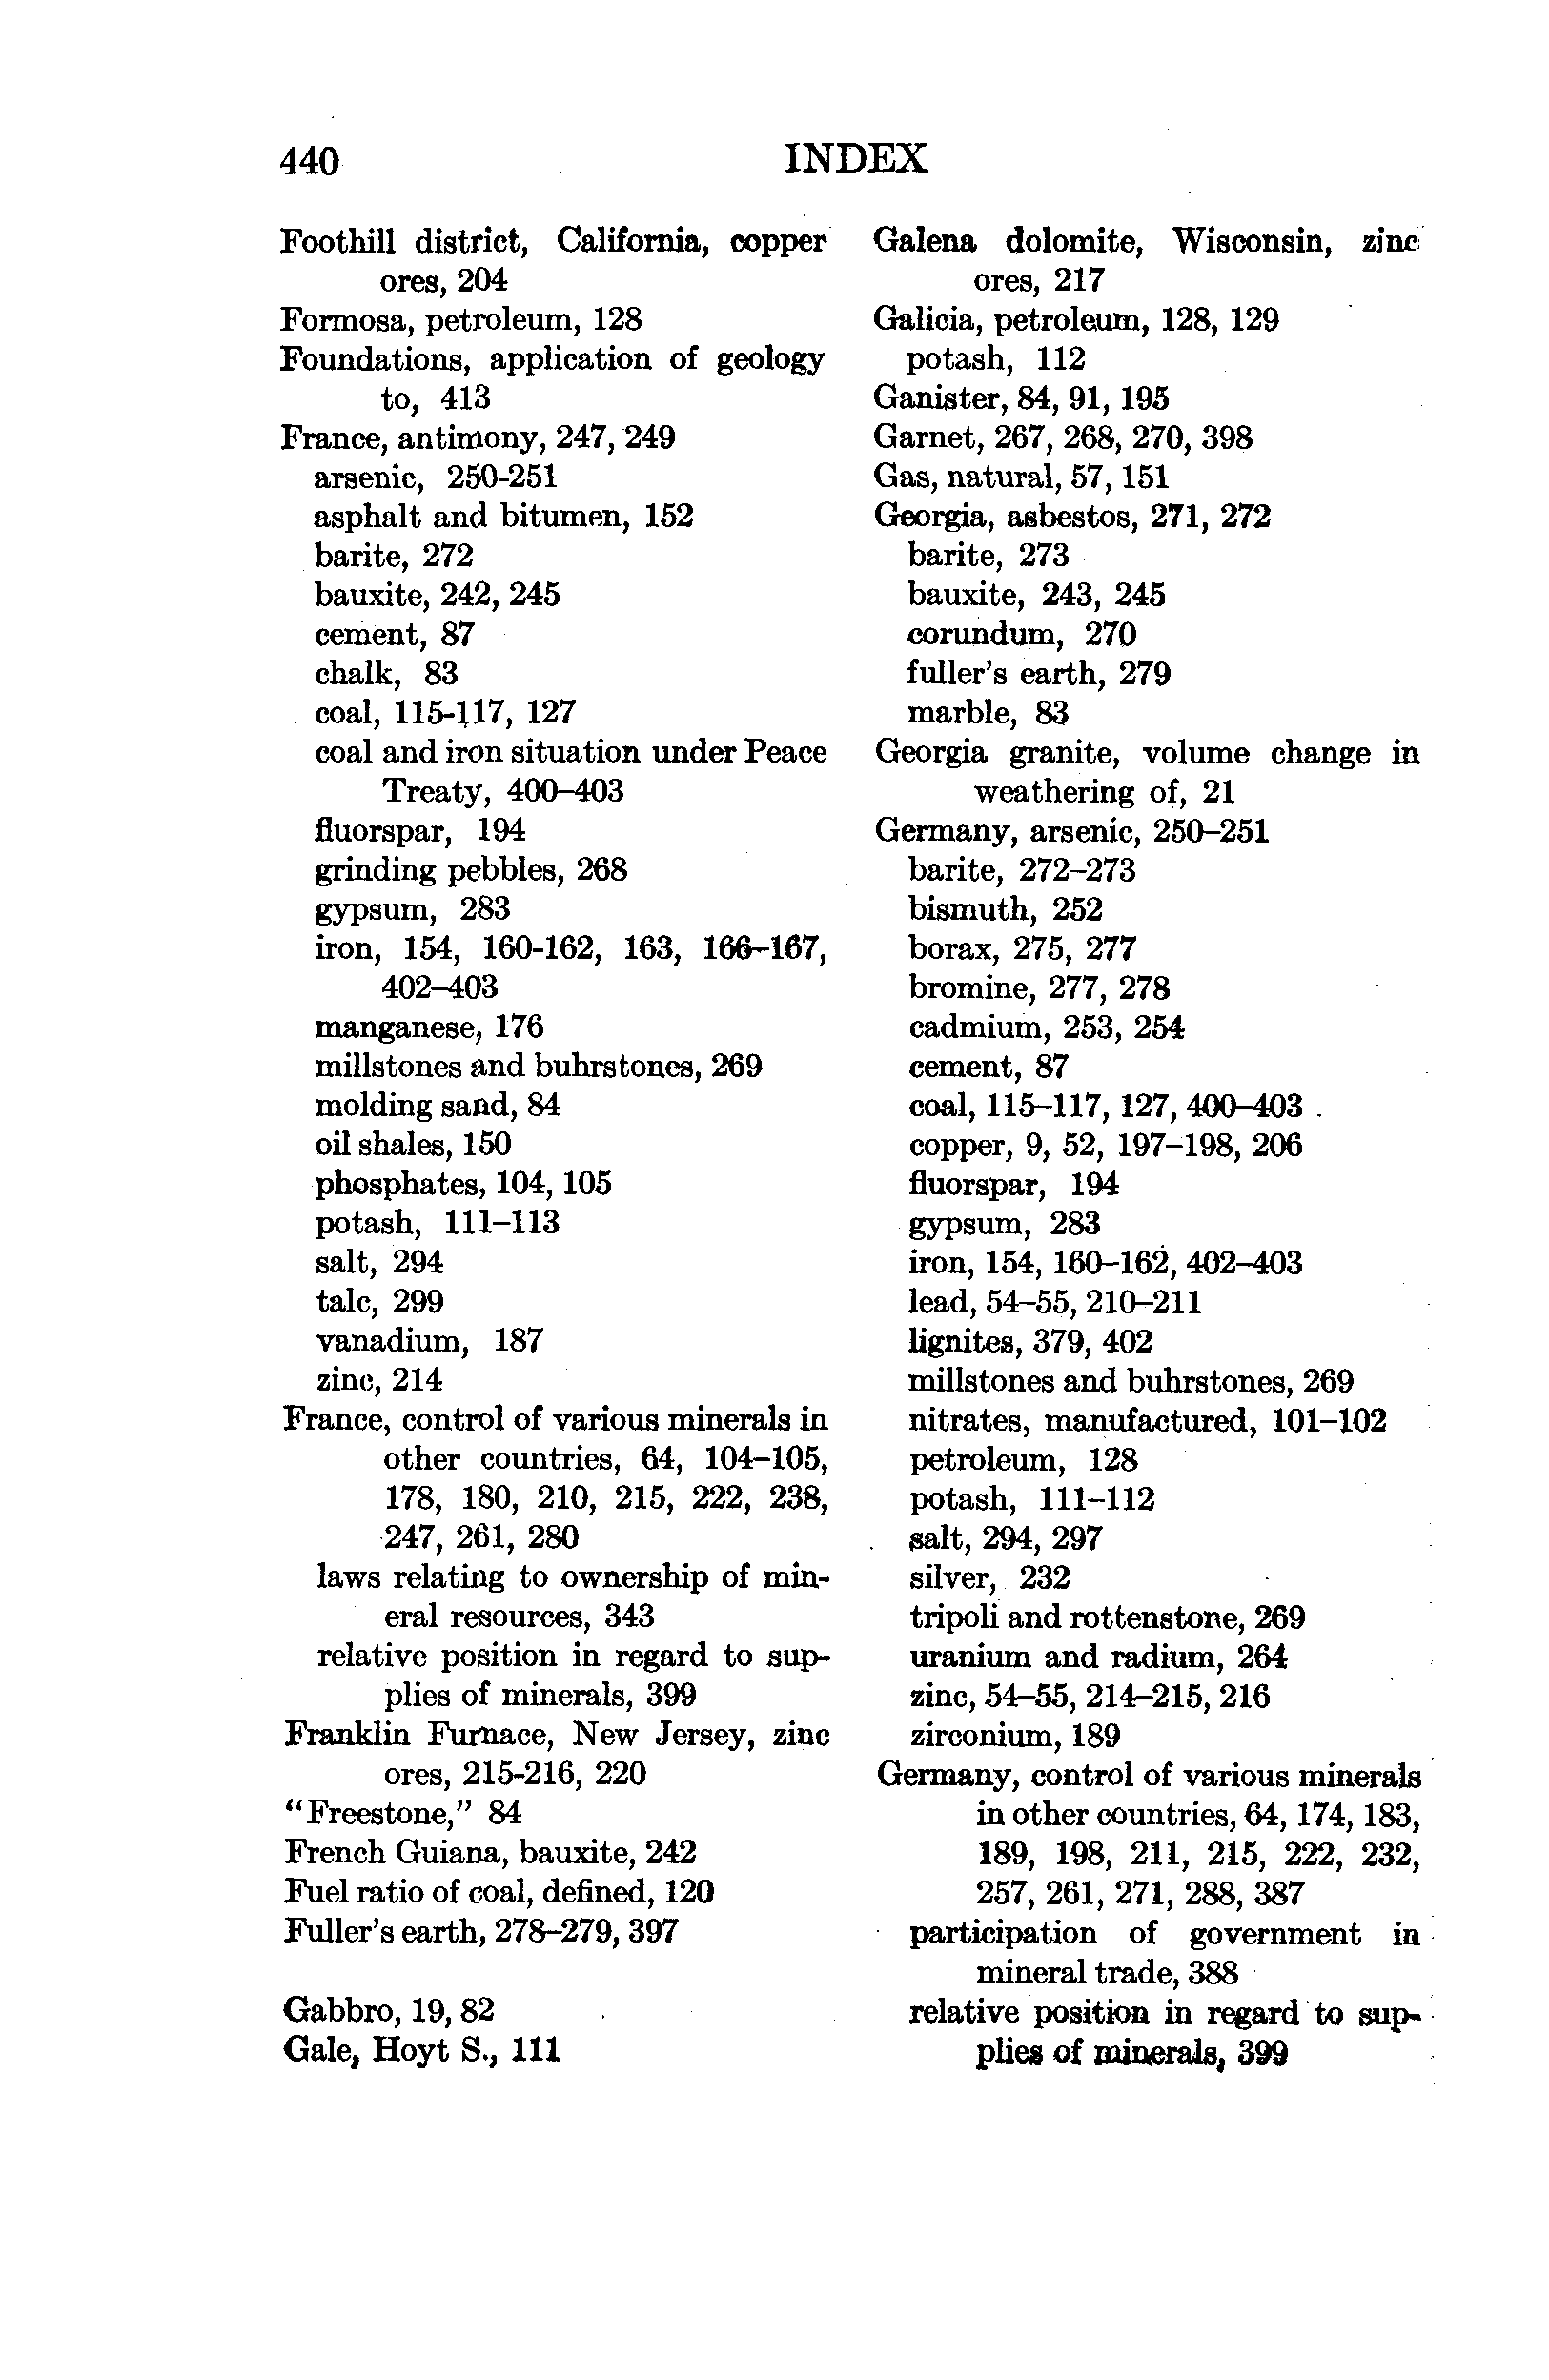 440
INDEX
Foothill district, California, copper
ores, 204
Formosa, petroleum, 128
Foundations, application of geology
to, 413
France, antimony, 247, 249
arsenic, 250-251
asphalt and bitumen, 152
barite, 272
bauxite, 242, 245
cement, 87
chalk, 83
coal, 115-117, 127
coal and iron situation under Peace
Treaty, 400–403
fluorspar, 194
grinding pebbles, 268
gypsum, 283
iron, 154, 160-162, 163, 166–167,
402–403
manganese, 176
millstones and buhrstones, 269
molding sand, 84
oil shales, 150
phosphates, 104, 105
potash, 111–113
salt, 294
talc, 299
vanadium, 187
zinc, 214
France, control of various minerals in
other countries, 64, 104–105,
178, 180, 210, 215, 222, 238,
247, 261, 280
laws relating to ownership of min-
eral resources, 343
relative position in regard to sup-
plies of minerals, 399
Franklin Furnace, New Jersey, zinc
ores, 215-216, 220
“Freestone,” 84
French Guiana, bauxite, 242
Fuel ratio of coal, defined, 120
Fuller’s earth, 278–279, 397
Gabbro, 19, 82
Gale, Hoyt S., 111
Galena dolomite, Wisconsin, zinc
ores, 217
Galicia, petroleum, 128, 129
potash, 112
Ganister, 84, 91, 195
Garnet, 267, 268, 270, 398
Gas, natural, 57, 151
Georgia, asbestos, 271, 272
barite, 273
bauxite, 243, 245
corundum, 270
fuller’s earth, 279
marble, 83
Georgia granite, volume change in
weathering of, 21
Germany, arsenic, 250–251
barite, 272–273
bismuth, 252
borax, 275, 277
bromine, 277, 278
cadmium, 253, 254
cement, 87
coal, 115–117, 127, 400–403
copper, 9, 52, 197–198, 206
fluorspar, 194
gypsum, 283
iron, 154, 160–162, 402–403
lead, 54–55, 210–211
lignites, 379, 402
millstones and buhrstones, 269
nitrates, manufactured, 101–102
petroleum, 128
potash, 111–112
salt, 294, 297
silver, 232
tripoli and rottenstone, 269
uranium and radium, 264
zinc, 54–55, 214–215, 216
zirconium, 189
Germany, control of various minerals
in other countries, 64, 174, 183,
189, 198, 211, 215, 222, 232,
257, 261, 271, 288, 387
participation of government in
mineral trade, 388
relative position in regard to sup-
plies of minerals, 399